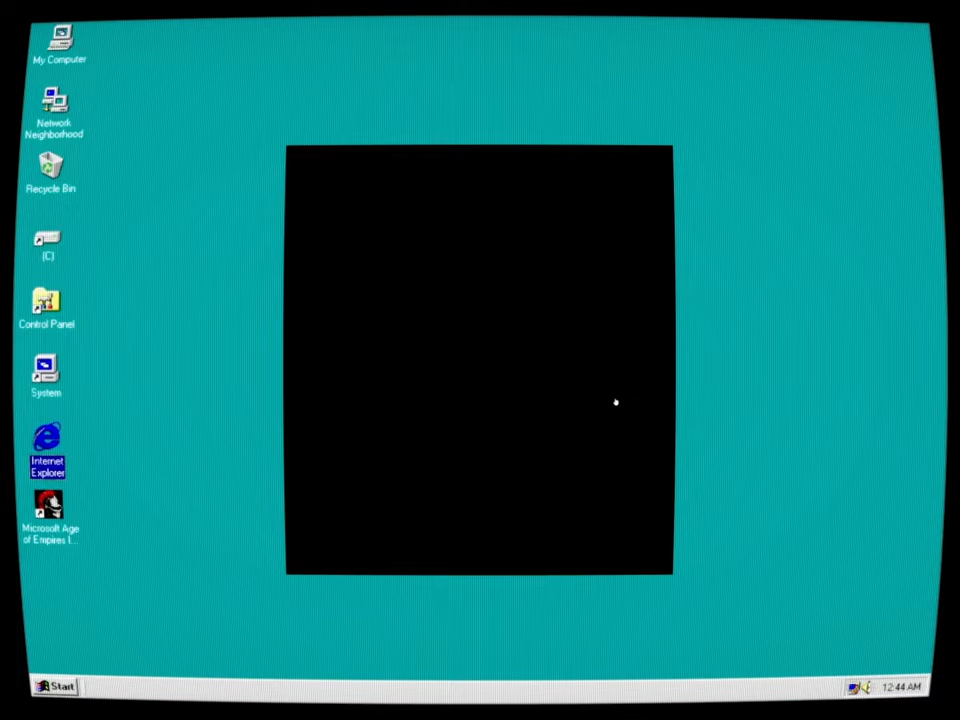 My Computer
Network
Neighborhood
Recycle Bin
(C)
Control Panel
System
Internet
Explorer
Microsoft Age
of Empires I...
Start
12:44 AM